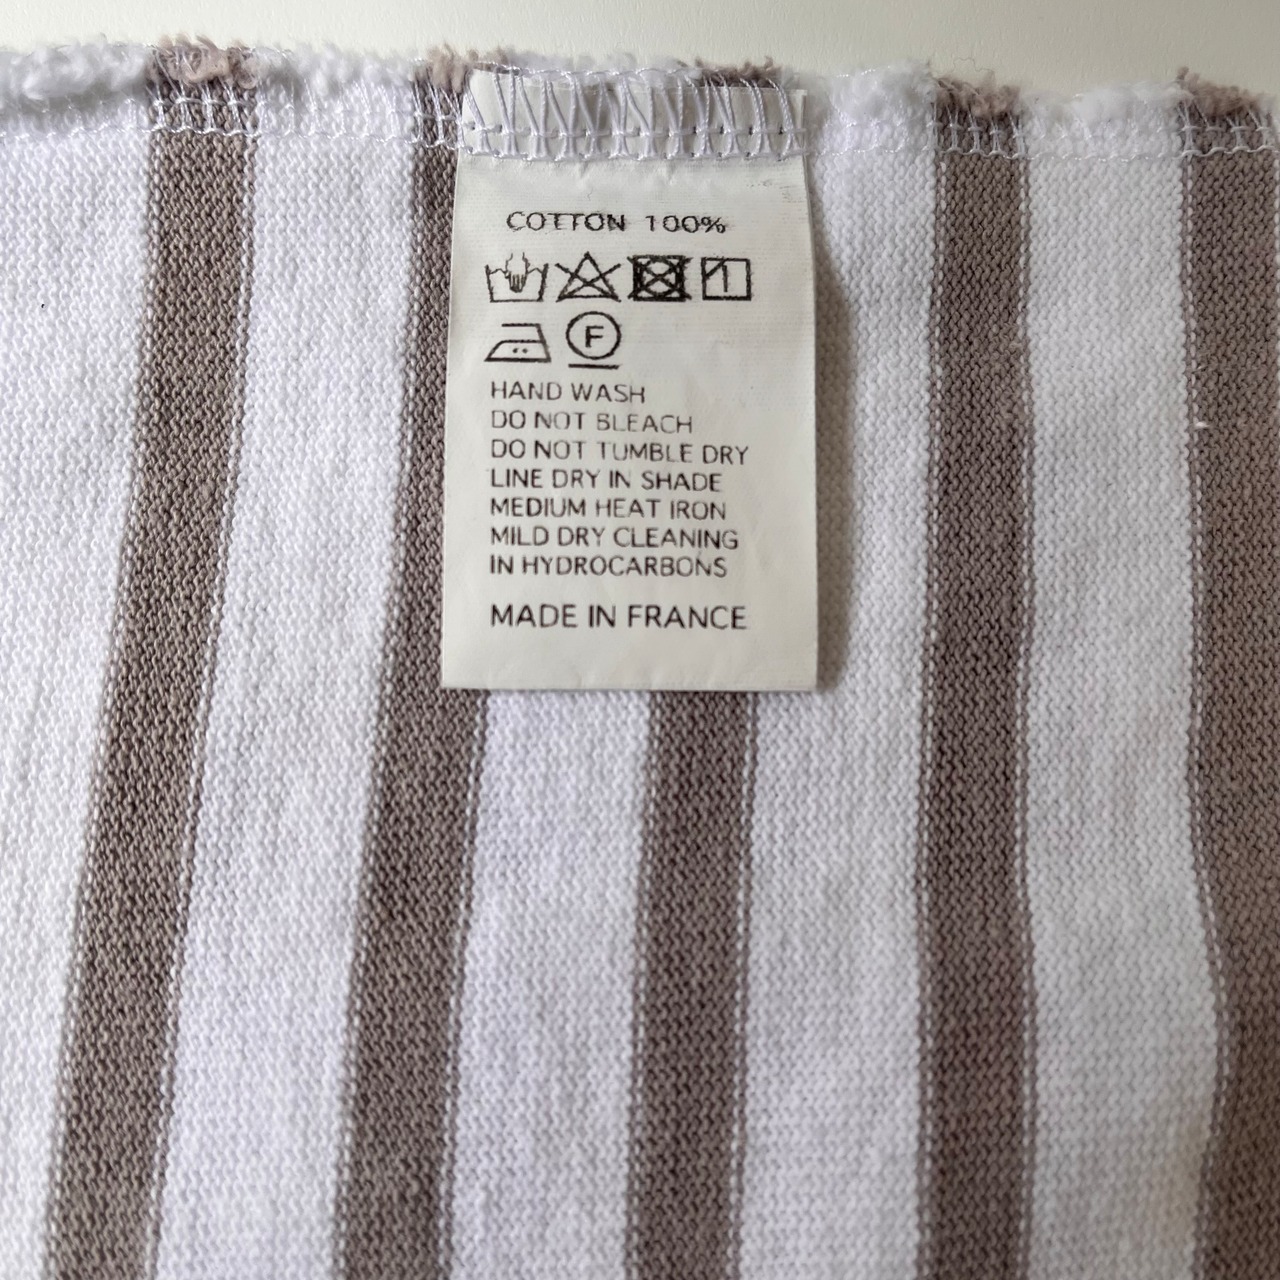 COTTON 100%
F
HAND WASH
DO NOT BLEACH
DO NOT TUMBLE DRY
LINE DRY IN SHADE
MEDIUM HEAT IRON
MILD DRY CLEANING
IN HYDROCARBONS
MADE IN FRANCE